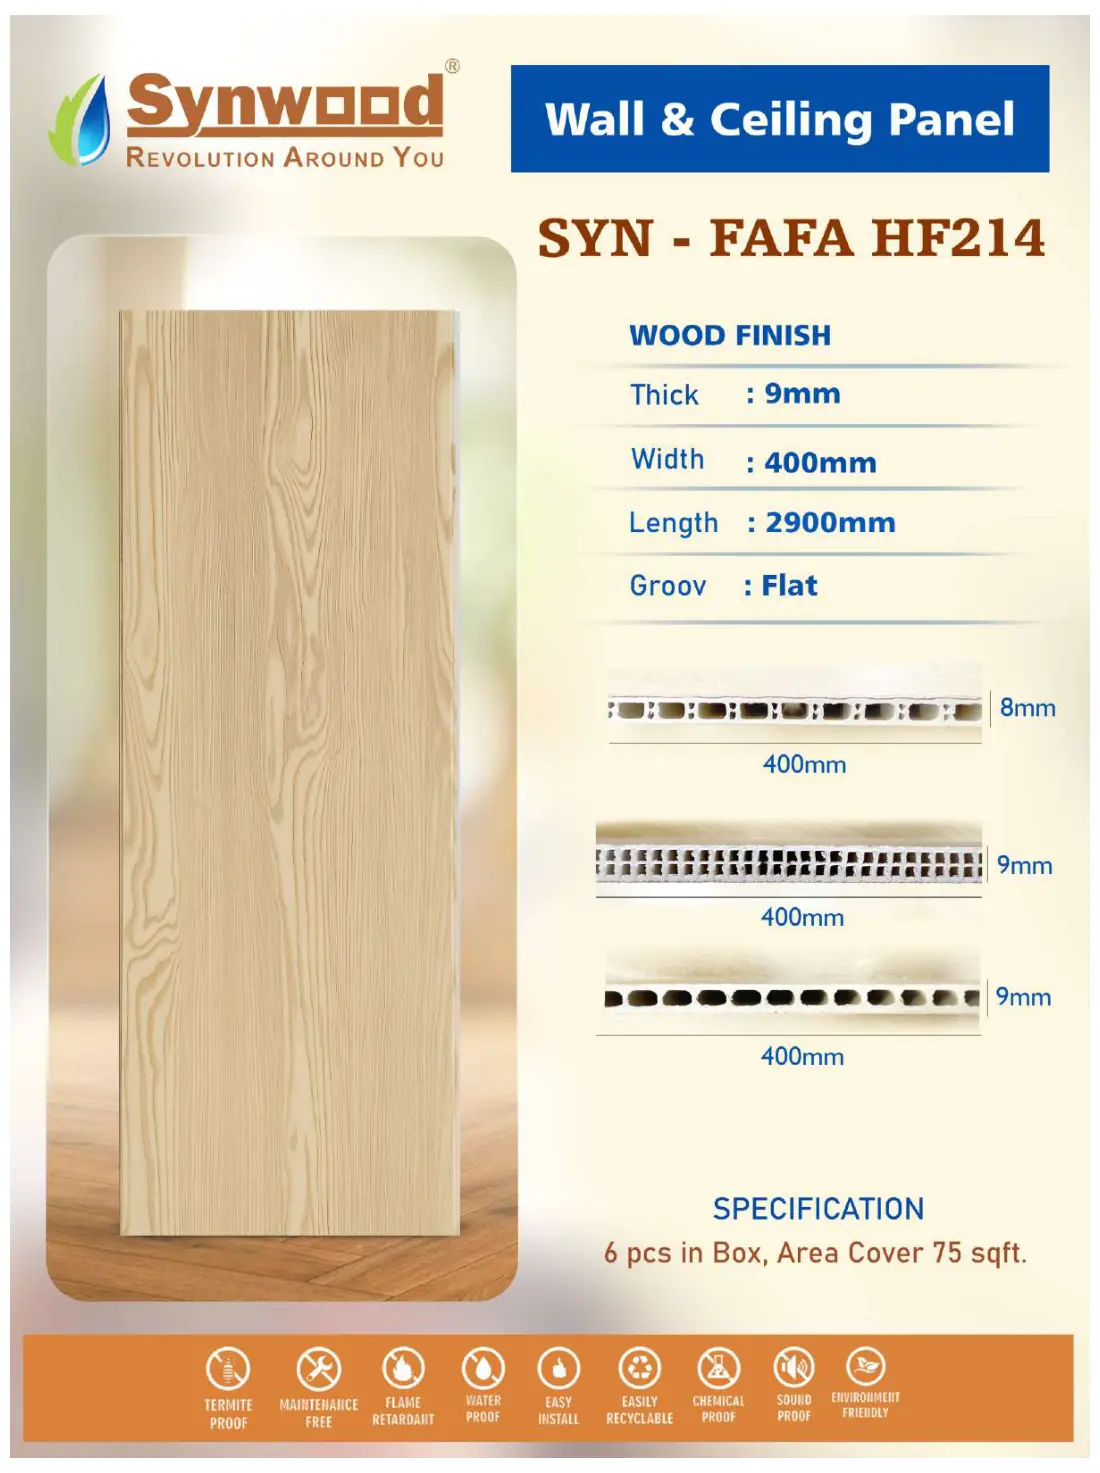 Synwood®
REVOLUTION AROUND YOU
Wall & Ceiling Panel
SYN - FAFA HF214
WOOD FINISH
Thick : 9mm
Width : 400mm
Length : 2900mm
Groov : Flat
8mm
400mm
9mm
400mm
9mm
400mm
SPECIFICATION
6 pcs in Box, Area Cover 75 sqft.
TERMITE
PROOF
MAINTENANCE
FREE
FLAME
RETARDANT
WATER
PROOF
EASY
INSTALL
EASILY
RECYCLABLE
CHEMICAL
PROOF
SOUND
PROOF
ENVIRONMENT
FRIENDLY